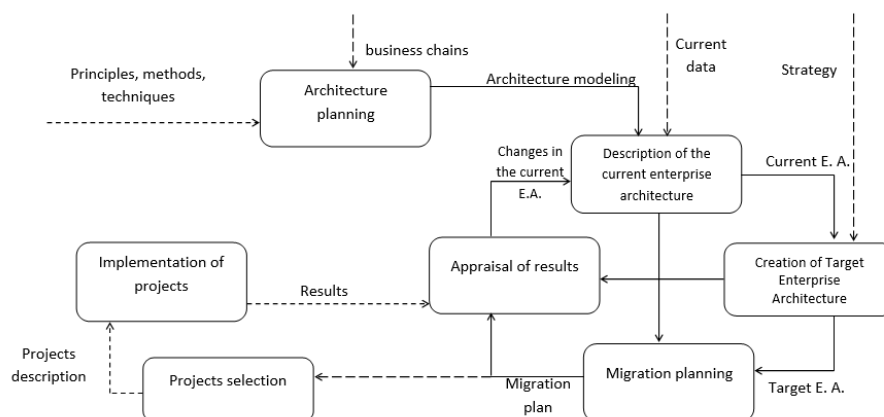 business chains
Principles, methods,
techniques
Architecture
planning
Architecture modeling
Current
data
Strategy
Changes in
the current
E.A.
Description of the
current enterprise
architecture
Current E. A.
Implementation of
projects
Results
Appraisal of results
Creation of Target
Enterprise
Architecture
Projects
description
Projects selection
Migration
plan
Migration planning
Target E. A.